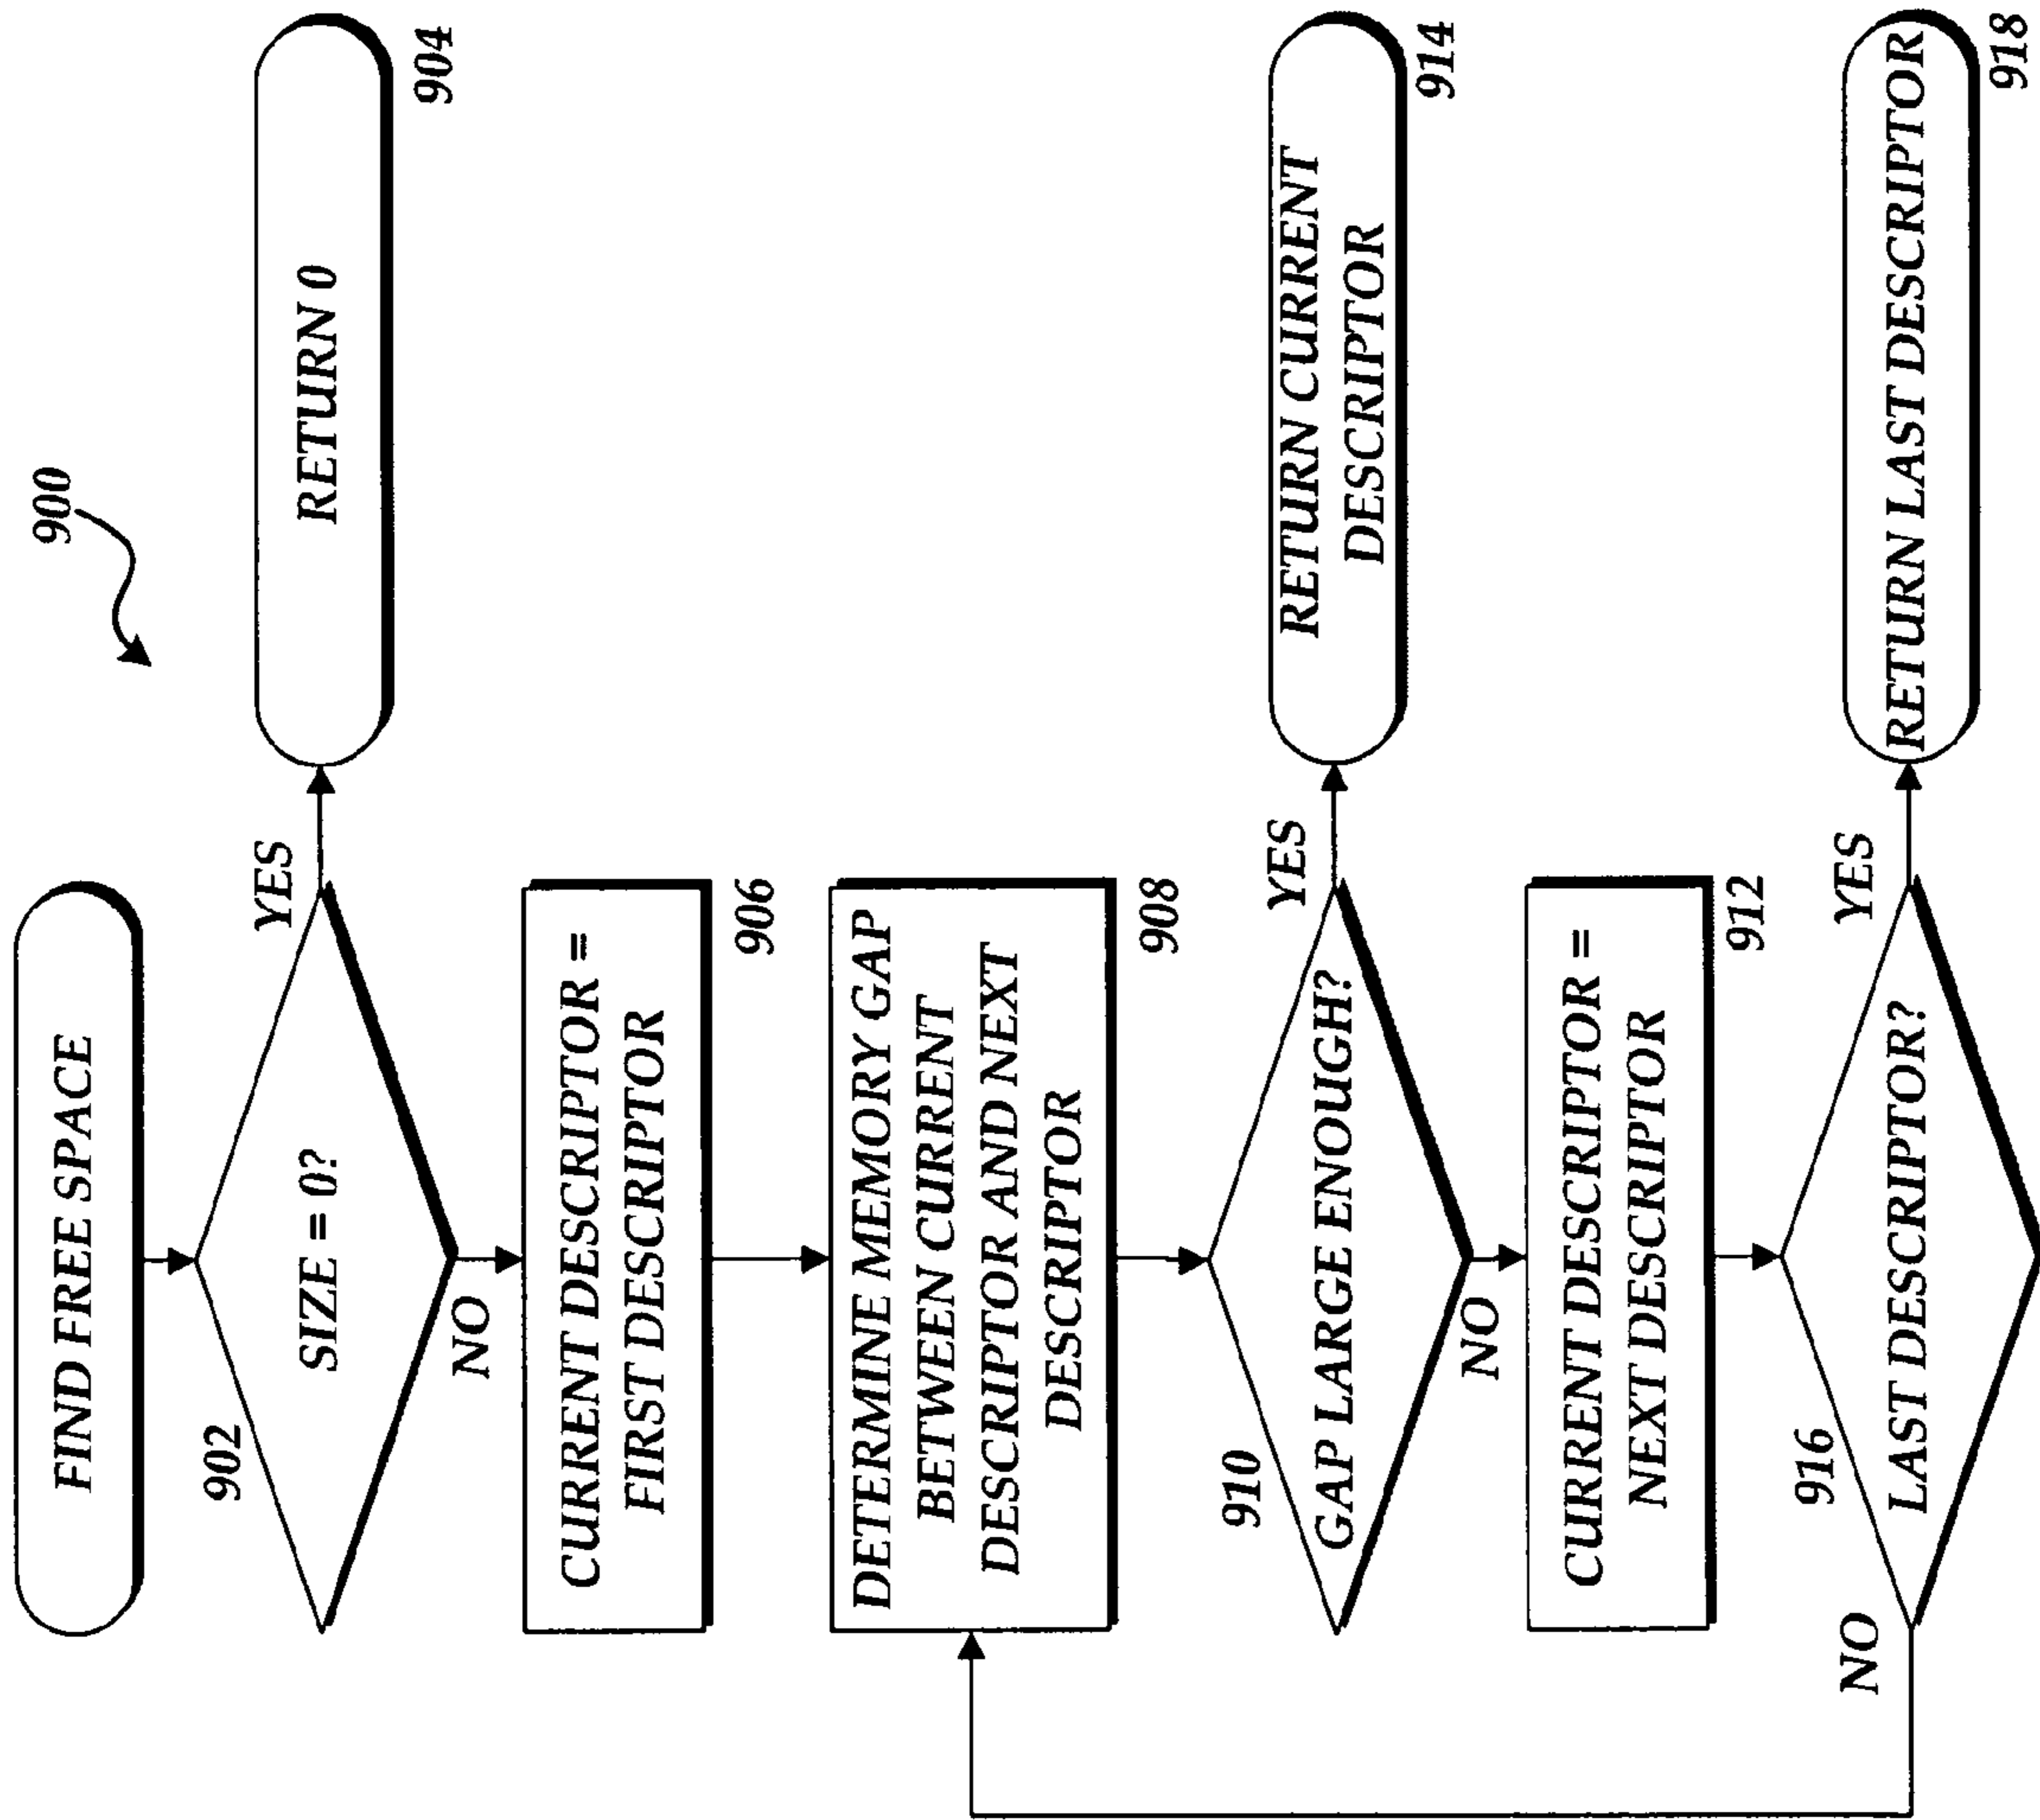 900
FIND FREE SPACE
902
SIZE = 0?
YES
RETURN 0
904
NO
CURRENT DESCRIPTOR =
FIRST DESCRIPTOR
906
DETERMINE MEMORY GAP
BETWEEN CURRENT
DESCRIPTOR AND NEXT
DESCRIPTOR
908
910
GAP LARGE ENOUGH?
YES
RETURN CURRENT
DESCRIPTOR
914
NO
CURRENT DESCRIPTOR =
NEXT DESCRIPTOR
912
916
LAST DESCRIPTOR?
YES
RETURN LAST DESCRIPTOR
918
NO